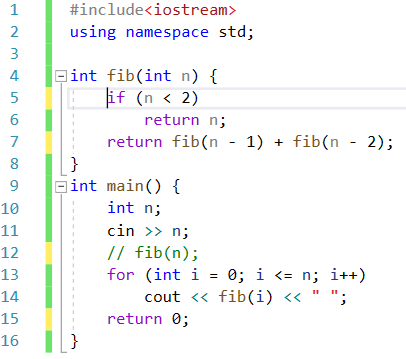 1 #include<iostream>
2 using namespace std;
3
4 int fib(int n) {
5 if (n < 2)
6 return n;
7 return fib(n - 1) + fib(n - 2);
8 }
9 int main() {
10 int n;
11 cin >> n;
12 // fib(n);
13 for (int i = 0; i <= n; i++)
14 cout << fib(i) << " ";
15 return 0;
16 }